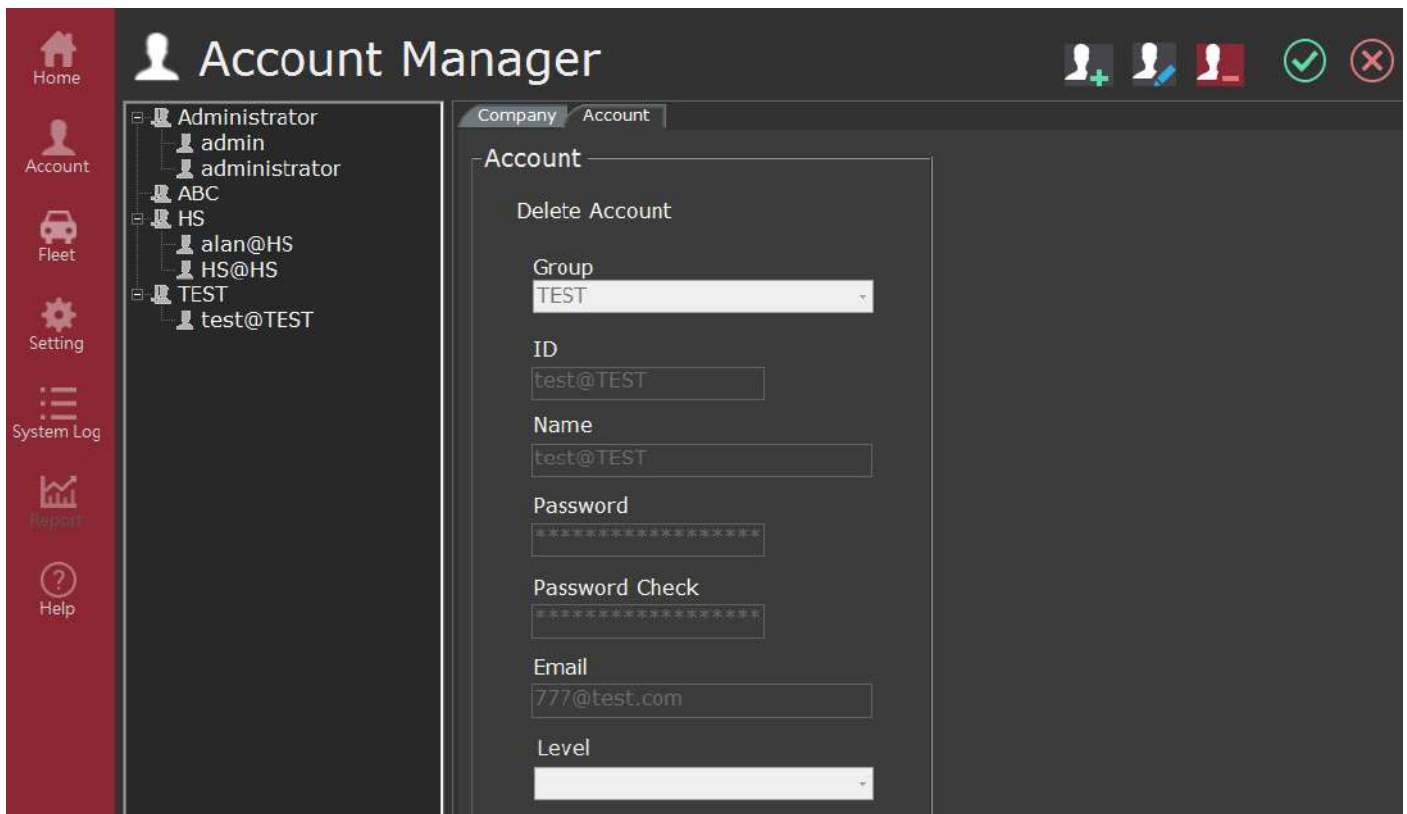 Home
Account
Fleet
Setting
System Log
Report
Help
Account Manager
Administrator
admin
administrator
ABC
HS
alan@HS
HS@HS
TEST
test@TEST
Company
Account
Account
Delete Account
Group
TEST
ID
test@TEST
Name
test@TEST
Password
******************
Password Check
******************
Email
777@test.com
Level